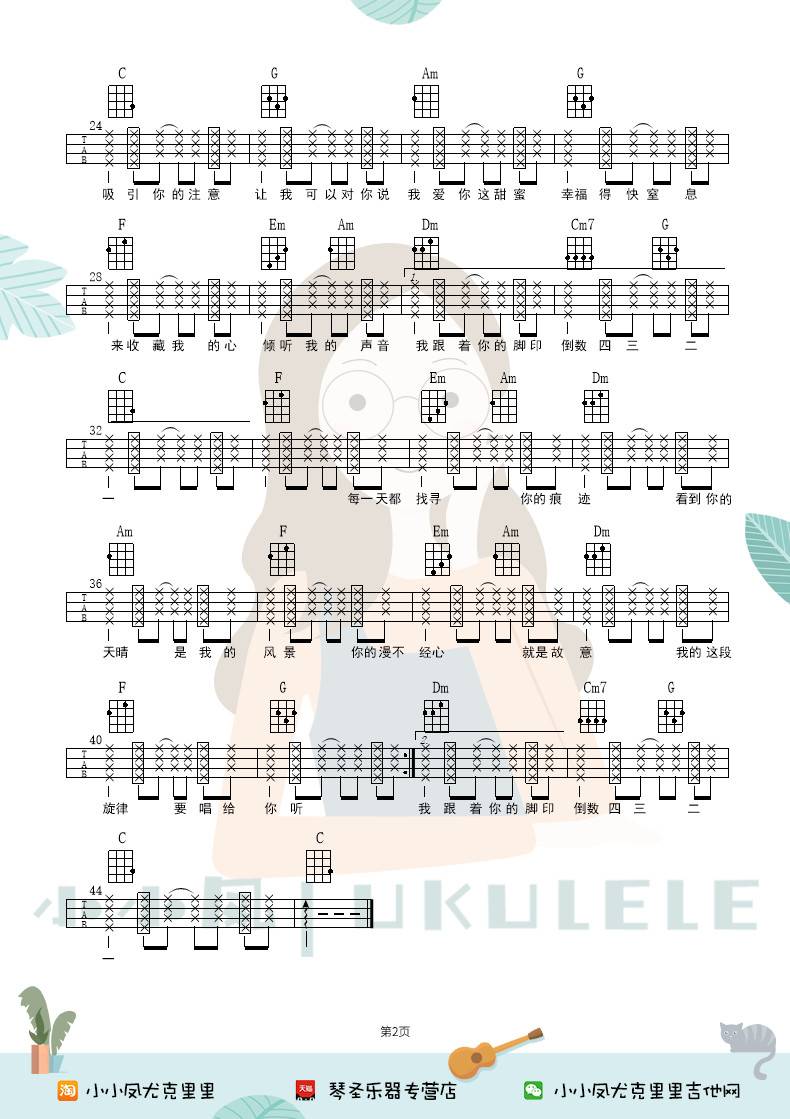 C G Am G
24
T
A
B
吸 引 你 的 注 意 让 我 可 以 对 你 说 我 爱 你 这 甜 蜜 幸福 得 快 窒 息
F Em Am Dm Cm7 G
28
1.
T
A
B
来 收 藏 我 的 心 倾 听 我 的 声 音 我 跟 着 你 的 脚 印 倒数 四 三 二
C F Em Am Dm
32
T
A
B
一 每一天都 找寻 你的痕 迹 看到你的
Am F Em Am Dm
36
T
A
B
天晴 是 我 的 风 景 你的漫不 经心 就是故 意 我的这段
F G Dm Cm7 G
40
2.
T
A
B
旋律 要 唱 给 你 听 我 跟 着 你 的 脚 印 倒数 四 三 二
C C
44
T
A
B
一
小小凤 | UKULELE
第2页
淘 小小凤尤克里里 天猫 琴圣乐器专营店 小小凤尤克里里吉他网